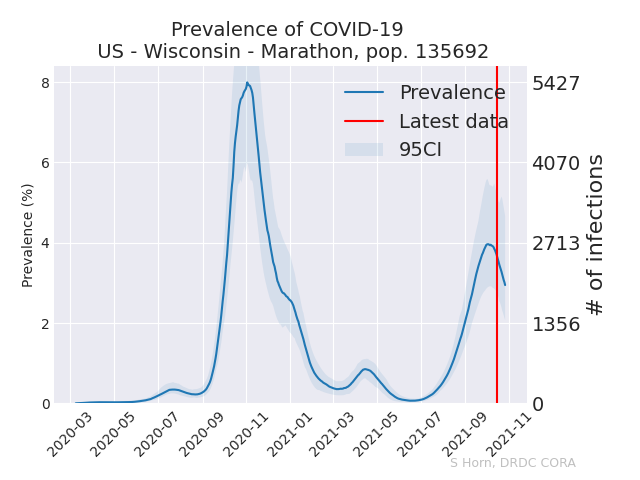 Prevalence of COVID-19
US - Wisconsin - Marathon, pop. 135692
Prevalence (%)
8
6
4
2
0
Prevalence
Latest data
95CI
5427
4070
2713
1356
0
# of infections
2020-03
2020-05
2020-07
2020-09
2020-11
2021-01
2021-03
2021-05
2021-07
2021-09
2021-11
S Horn, DRDC CORA